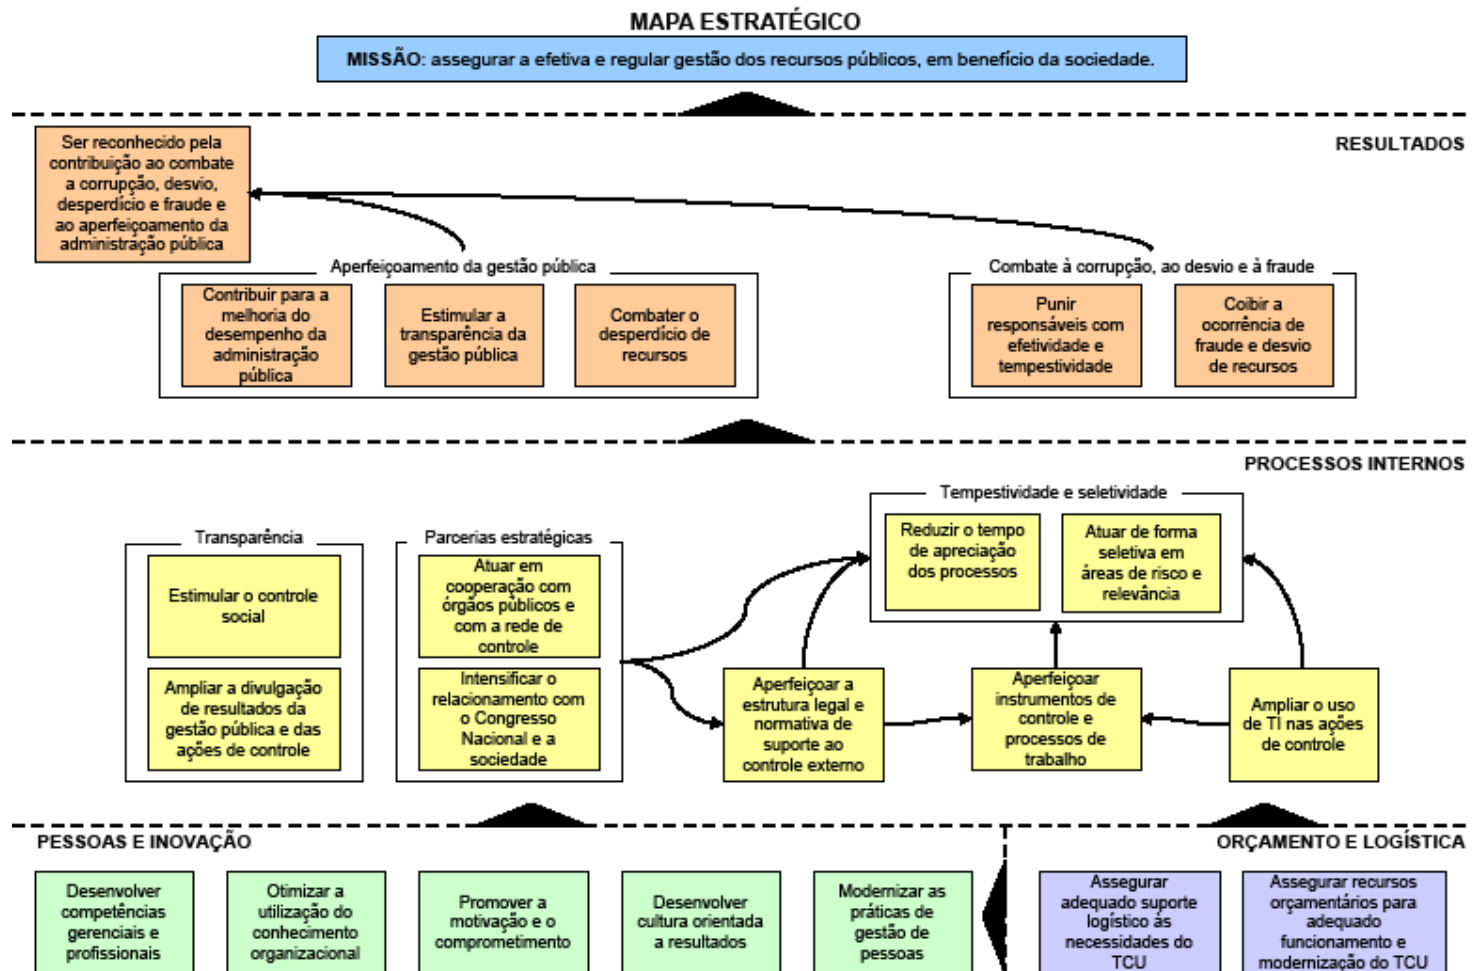 MAPA ESTRATÉGICO
MISSÃO: assegurar a efetiva e regular gestão dos recursos públicos, em benefício da sociedade.
RESULTADOS
Ser reconhecido pela
contribuição ao combate
a corrupção, desvio,
desperdício e fraude e
ao aperfeiçoamento da
administração pública
Aperfeiçoamento da gestão pública
Contribuir para a
melhoria do
desempenho da
administração
pública
Estimular a
transparência da
gestão pública
Combater o
desperdício de
recursos
Combate à corrupção, ao desvio e à fraude
Punir
responsáveis com
efetividade e
tempestividade
Coibir a
ocorrência de
fraude e desvio
de recursos
PROCESSOS INTERNOS
Transparência
Estimular o controle
social
Ampliar a divulgação
de resultados da
gestão pública e das
ações de controle
Parcerias estratégicas
Atuar em
cooperação com
órgãos públicos e
com a rede de
controle
Intensificar o
relacionamento com
o Congresso
Nacional e a
sociedade
Tempestividade e seletividade
Reduzir o tempo
de apreciação
dos processos
Atuar de forma
seletiva em
áreas de risco e
relevância
Aperfeiçoar a
estrutura legal e
normativa de
suporte ao
controle externo
Aperfeiçoar
instrumentos de
controle e
processos de
trabalho
Ampliar o uso
de TI nas ações
de controle
PESSOAS E INOVAÇÃO
Desenvolver
competências
gerenciais e
profissionais
Otimizar a
utilização do
conhecimento
organizacional
Promover a
motivação e o
comprometimento
Desenvolver
cultura orientada
a resultados
Modernizar as
práticas de
gestão de
pessoas
ORÇAMENTO E LOGÍSTICA
Assegurar
adequado suporte
logístico às
necessidades do
TCU
Assegurar recursos
orçamentários para
adequado
funcionamento e
modernização do TCU